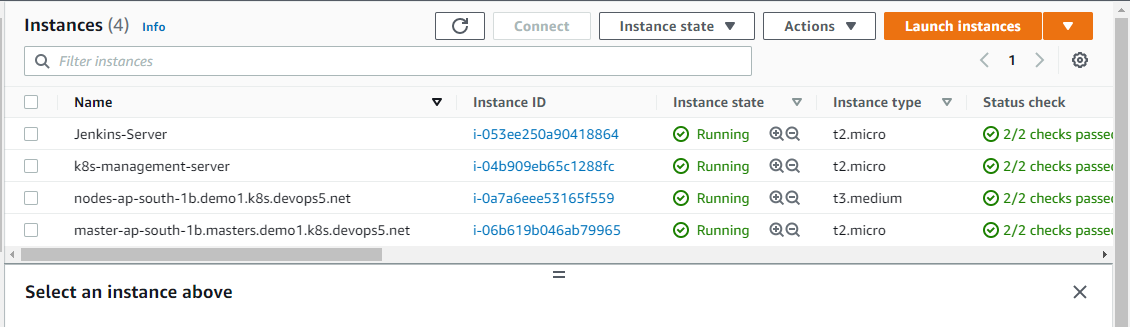 Instances (4) Info Connect Instance state Actions Launch instances
Filter instances 1
Name Instance ID Instance state Instance type Status check
Jenkins-Server i-053ee250a90418864 Running t2.micro 2/2 checks passed
k8s-management-server i-04b909eb65c1288fc Running t2.micro 2/2 checks passed
nodes-ap-south-1b.demo1.k8s.devops5.net i-0a7a6eee53165f559 Running t3.medium 2/2 checks passed
master-ap-south-1b.masters.demo1.k8s.devops5.net i-06b619b046ab79965 Running t2.micro 2/2 checks passed
Select an instance above